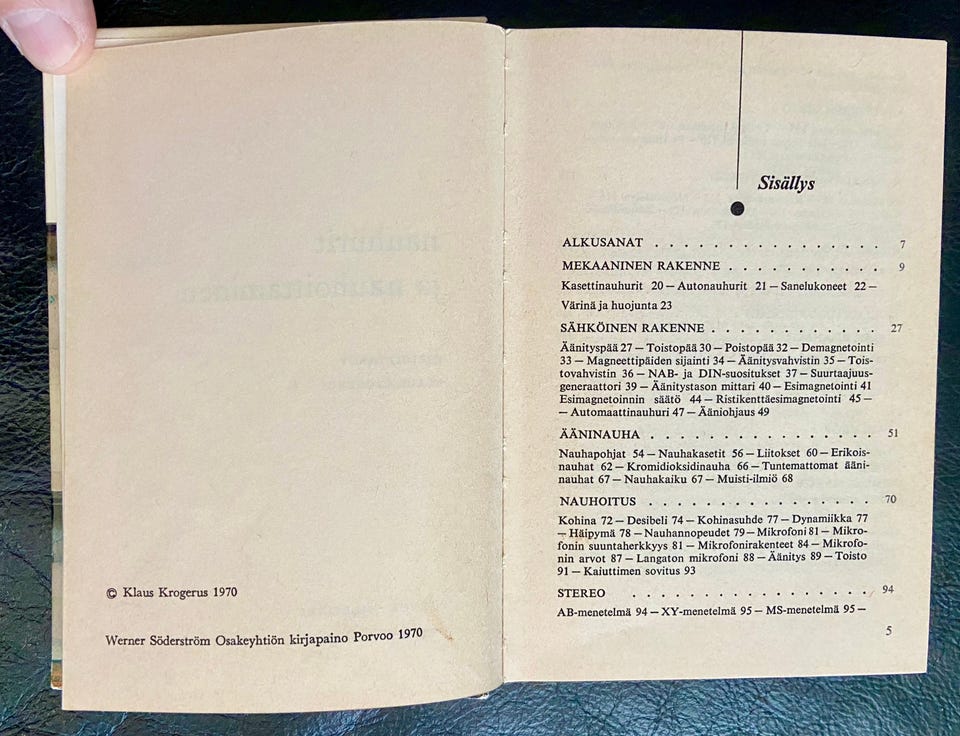 © Klaus Krogerus 1970
Werner Söderström Osakeyhtiön kirjapaino Porvoo 1970
Sisällys
ALKUSANAT . . . . . . . . . . . . . . . . 7
MEKAANINEN RAKENNE . . . . . . . . . . . 9
Kasettinauhurit 20 — Autonauhurit 21 — Sanelukoneet 22 —
Värinä ja huojunta 23
SÄHKÖINEN RAKENNE . . . . . . . . . . . . 27
Äänityspää 27 — Toistopää 30 — Poistopää 32 — Demagnetointi
33 — Magneettipäiden sijainti 34 — Äänitysvahvistin 35 — Tois-
tovahvistin 36 — NAB- ja DIN-suositukset 37 — Suurtaajuus-
generaattori 39 — Äänitystason mittari 40 — Esimagnetointi 41
Esimagnetoinnin säätö 44 — Ristikenttäesimagnetointi 45 —
— Automaattinauhuri 47 — Ääniohjaus 49
ÄÄNINAUHA . . . . . . . . . . . . . . . . 51
Nauhapohjat 54 — Nauhakasetit 56 — Liitokset 60 — Erikois-
nauhat 62 — Kromidioksidinauha 66 — Tuntemattomat ääni-
nauhat 67 — Nauhakaiku 67 — Muisti-ilmiö 68
NAUHOITUS . . . . . . . . . . . . . . . . 70
Kohina 72 — Desibeli 74 — Kohinasuhde 77 — Dynamiikka 77
— Häipymä 78 — Nauhannopeudet 79 — Mikrofoni 81 — Mikro-
fonin suuntaherkkyys 81 — Mikrofonirakenteet 84 — Mikrofo-
nin arvot 87 — Langaton mikrofoni 88 — Äänitys 89 — Toisto
91 — Kaiuttimen sovitus 93
STEREO . . . . . . . . . . . . . . . . . 94
AB-menetelmä 94 — XY-menetelmä 95 — MS-menetelmä 95 —
5